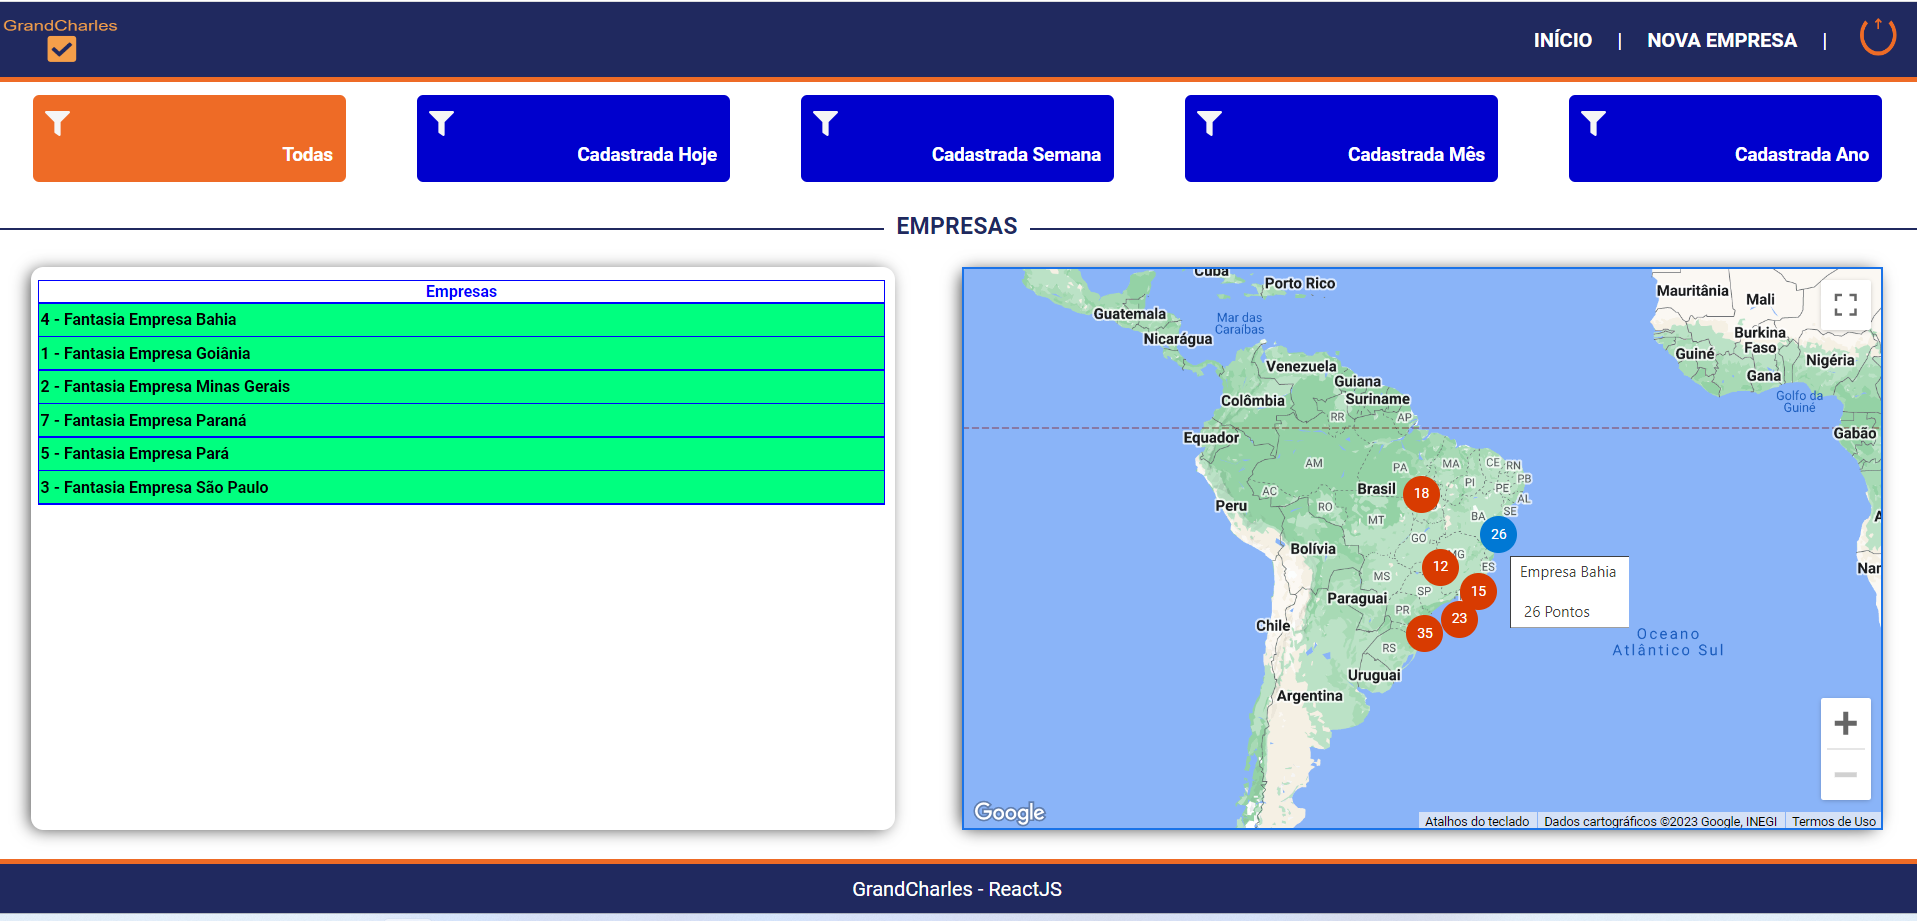 GrandCharles
INÍCIO | NOVA EMPRESA |
Todas
Cadastrada Hoje
Cadastrada Semana
Cadastrada Mês
Cadastrada Ano
EMPRESAS
Empresas
4 - Fantasia Empresa Bahia
1 - Fantasia Empresa Goiânia
2 - Fantasia Empresa Minas Gerais
7 - Fantasia Empresa Paraná
5 - Fantasia Empresa Pará
3 - Fantasia Empresa São Paulo
Cuba
Porto Rico
Guatemala
Mar das
Caraíbas
Nicarágua
Venezuela
Guiana
Colômbia
Suriname
RR
AP
Equador
Mauritânia
Mali
Burkina
Faso
Guiné
Nigéria
Gana
Golfo da
Guiné
Gabão
AM
PA
MA
CE
RN
PB
PI
PE
AL
AC
Brasil
18
SE
Peru
RO
MT
BA
26
GO
Bolívia
MG
12
ES
MS
SP
15
Paraguai
PR
23
35
Chile
RS
Uruguai
Argentina
Empresa Bahia
26 Pontos
Oceano
Atlântico Sul
Google
Atalhos do teclado
Dados cartográficos ©2023 Google, INEGI
Termos de Uso
GrandCharles - ReactJS